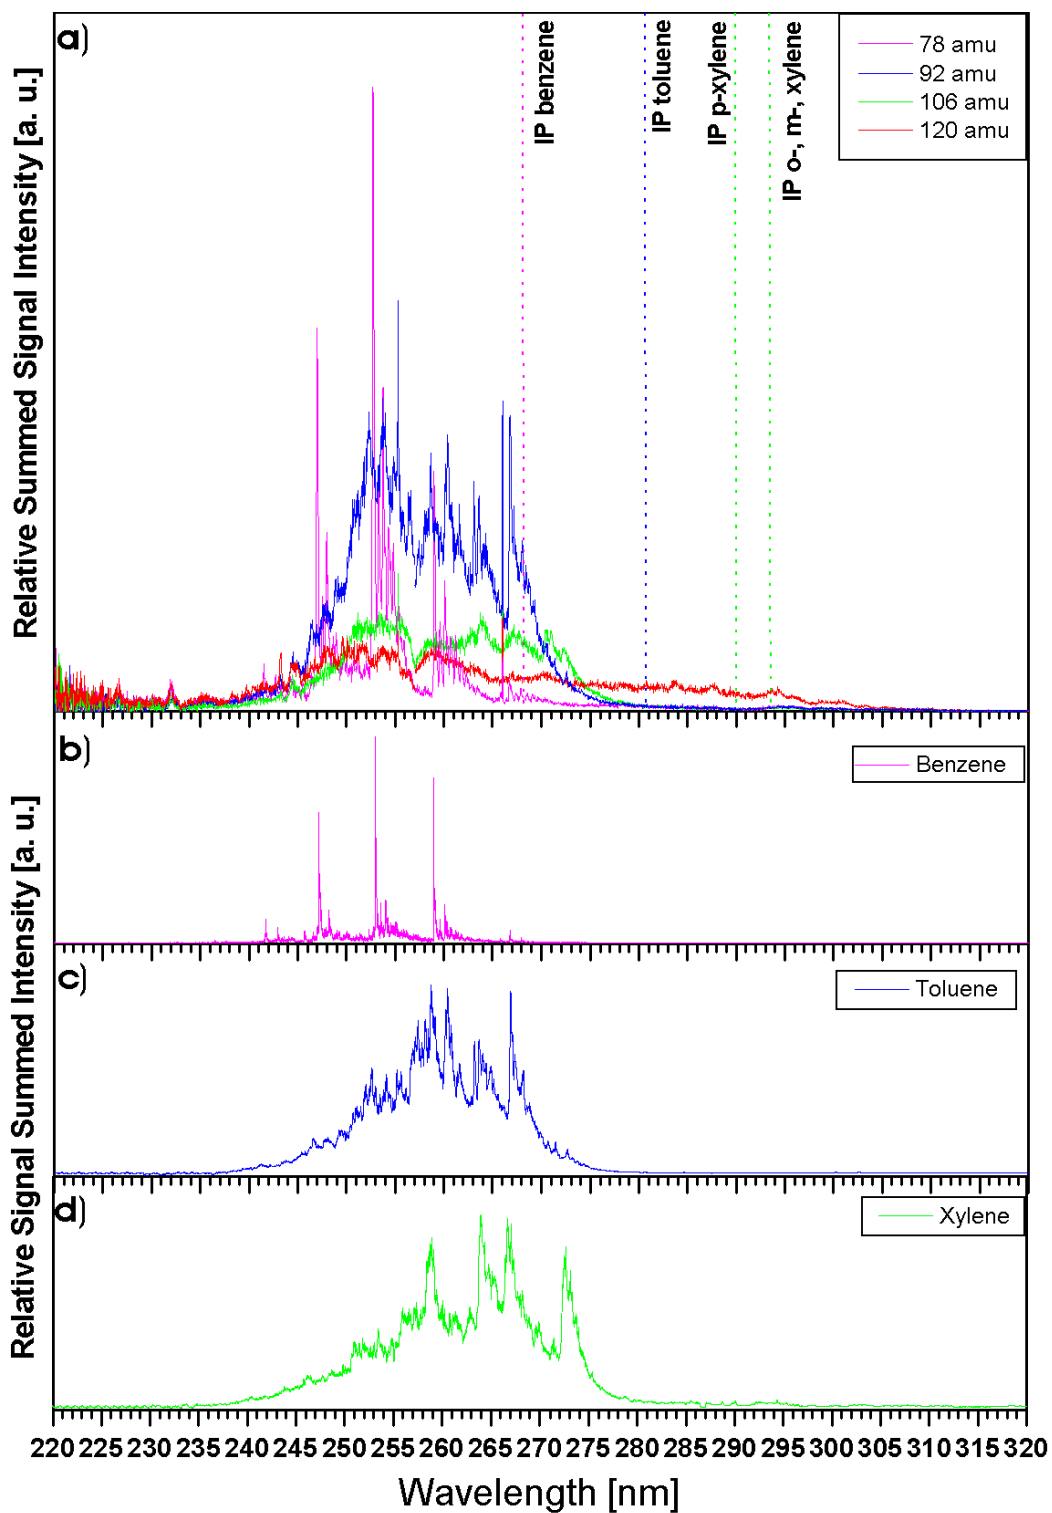 a)
Relative Summed Signal Intensity [a. u.]
IP benzene
IP toluene
IP p-xylene
IP o-, m-, xylene
78 amu
92 amu
106 amu
120 amu
b)
Benzene
Relative Signal Summed Intensity [a. u.]
c)
Toluene
d)
Xylene
220 225 230 235 240 245 250 255 260 265 270 275 280 285 290 295 300 305 310 315 320
Wavelength [nm]